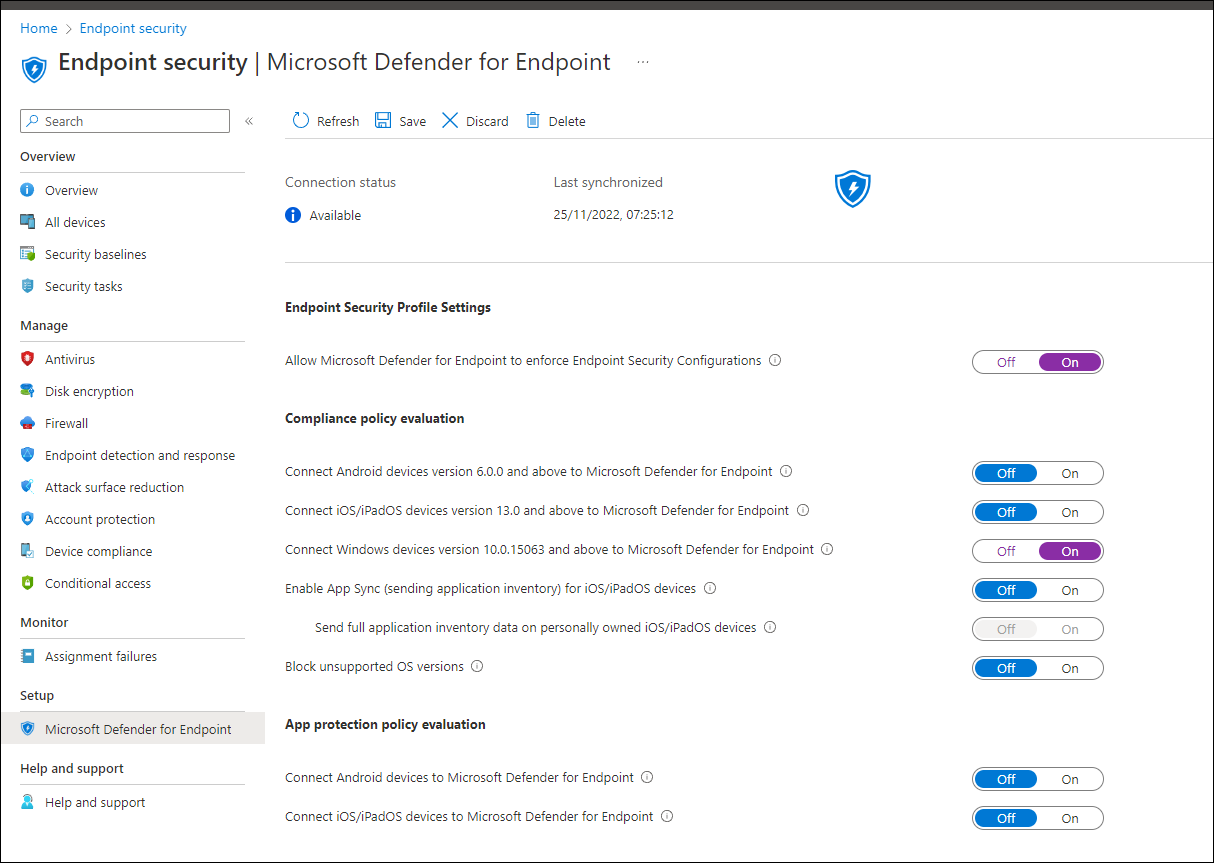 Home > Endpoint security
Endpoint security | Microsoft Defender for Endpoint ...
Search «
Overview
Overview
All devices
Security baselines
Security tasks
Manage
Antivirus
Disk encryption
Firewall
Endpoint detection and response
Attack surface reduction
Account protection
Device compliance
Conditional access
Monitor
Assignment failures
Setup
Microsoft Defender for Endpoint
Help and support
Help and support
Refresh Save Discard Delete
Connection status Last synchronized
Available 25/11/2022, 07:25:12
Endpoint Security Profile Settings
Allow Microsoft Defender for Endpoint to enforce Endpoint Security Configurations Off On
Compliance policy evaluation
Connect Android devices version 6.0.0 and above to Microsoft Defender for Endpoint Off On
Connect iOS/iPadOS devices version 13.0 and above to Microsoft Defender for Endpoint Off On
Connect Windows devices version 10.0.15063 and above to Microsoft Defender for Endpoint Off On
Enable App Sync (sending application inventory) for iOS/iPadOS devices Off On
Send full application inventory data on personally owned iOS/iPadOS devices Off On
Block unsupported OS versions Off On
App protection policy evaluation
Connect Android devices to Microsoft Defender for Endpoint Off On
Connect iOS/iPadOS devices to Microsoft Defender for Endpoint Off On